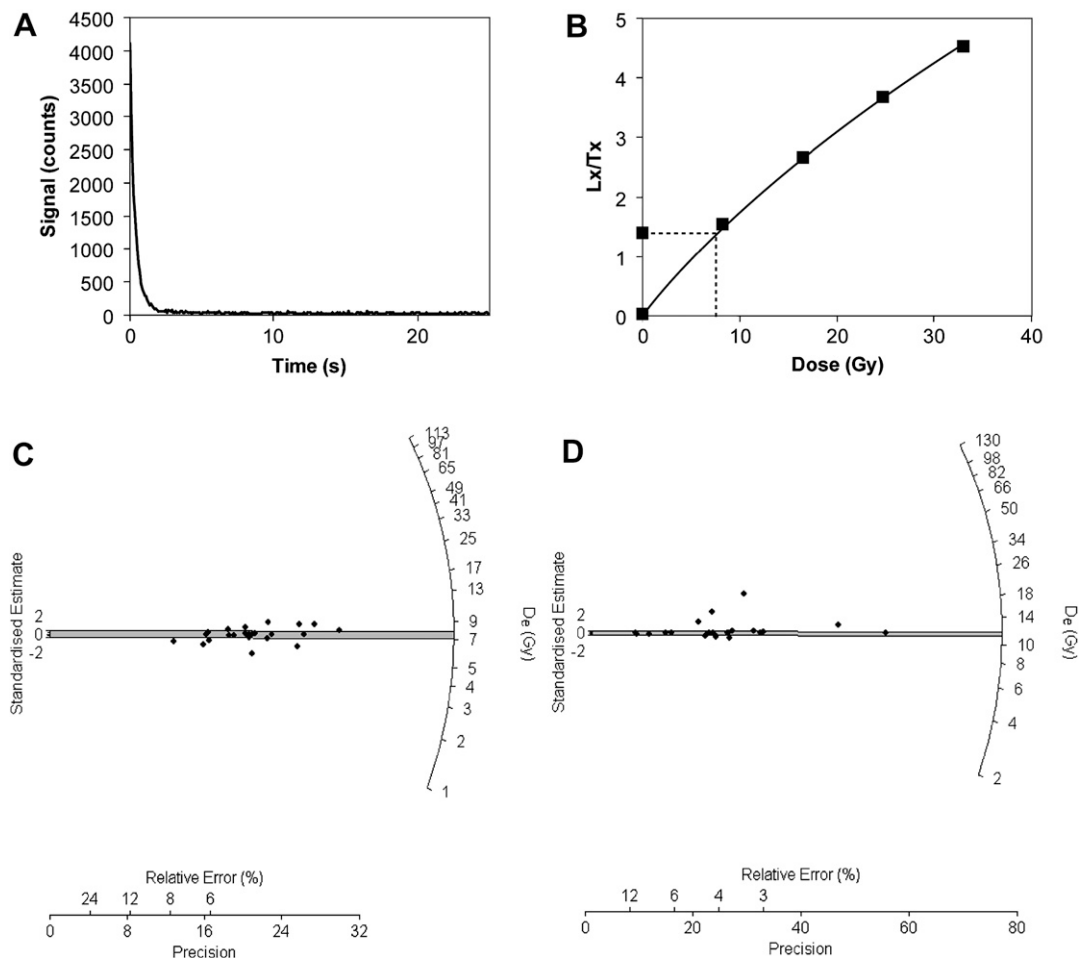 A
Signal (counts)
4500
4000
3500
3000
2500
2000
1500
1000
500
0
0 10 20
Time (s)
B
Lx/Tx
5
4
3
2
1
0
0 10 20 30 40
Dose (Gy)
C
Standardised Estimate
2
0
-2
113
97
81
65
49
41
33
25
17
13
9
7
5
4
3
2
1
De (Gy)
Relative Error (%)
24 12 8 6
0 8 16 24 32
Precision
D
Standardised Estimate
2
0
-2
130
98
82
66
50
34
26
18
14
10
8
6
4
2
De (Gy)
Relative Error (%)
12 6 4 3
0 20 40 60 80
Precision